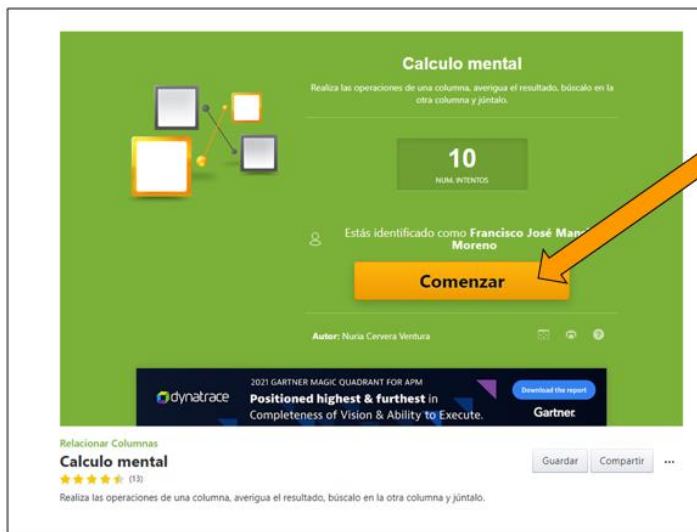 Calculo mental
Realiza las operaciones de una columna, averigua el resultado, búscalo en la
otra columna y júntalo.
10
NUM. INTENTOS
Estás identificado como Francisco José
Moreno
Comenzar
Autor: Nuria Cervera Ventura
dynatrace
2021 GARTNER MAGIC QUADRANT FOR APM
Positioned highest & furthest in
Completeness of Vision & Ability to Execute.
Download the report
Gartner
Relacionar Columnas
Calculo mental
(13)
Guardar
Compartir
Realiza las operaciones de una columna, averigua el resultado, búscalo en la otra columna y júntalo.